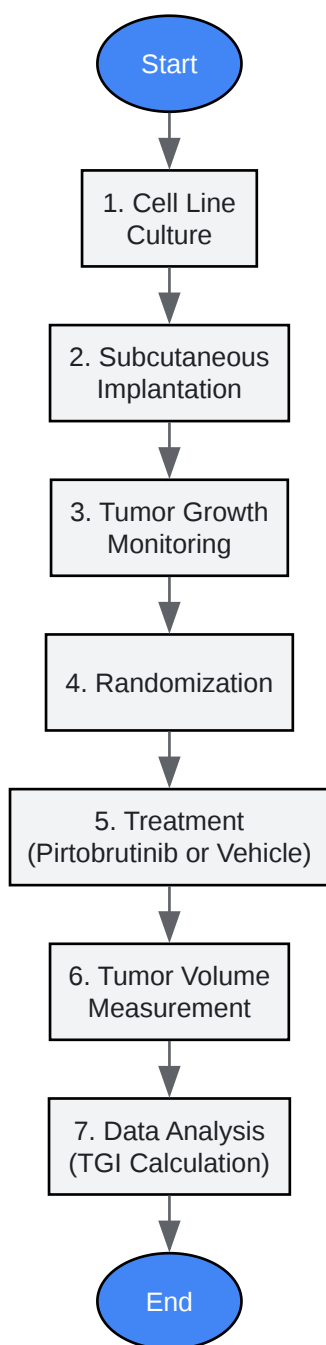 Start
1. Cell Line
Culture
2. Subcutaneous
Implantation
3. Tumor Growth
Monitoring
4. Randomization
5. Treatment
(Pirtobrutinib or Vehicle)
6. Tumor Volume
Measurement
7. Data Analysis
(TGI Calculation)
End